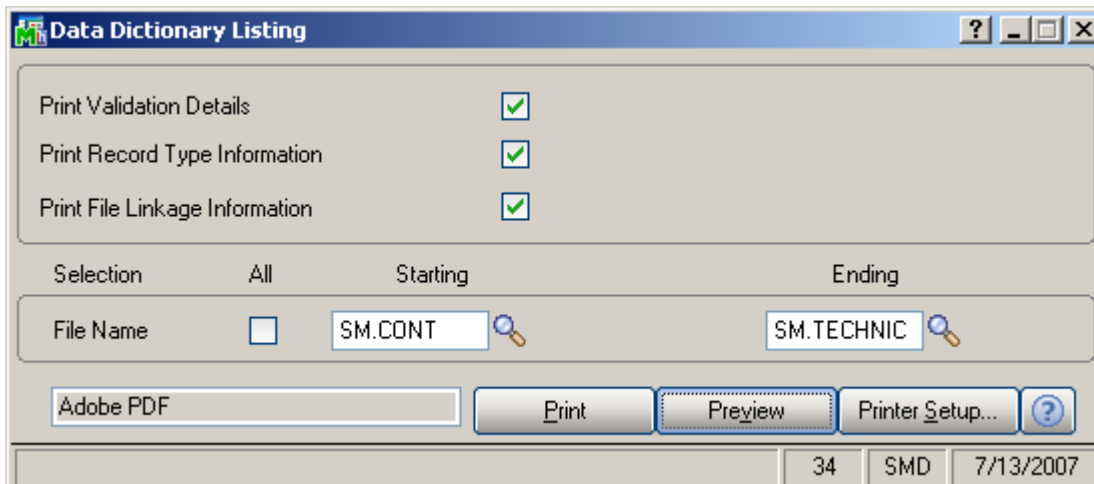 Data Dictionary Listing
Print Validation Details
Print Record Type Information
Print File Linkage Information
Selection All Starting Ending
File Name SM.CONT SM.TECHNIC
Adobe PDF Print Preview Printer Setup... ?
34 SMD 7/13/2007